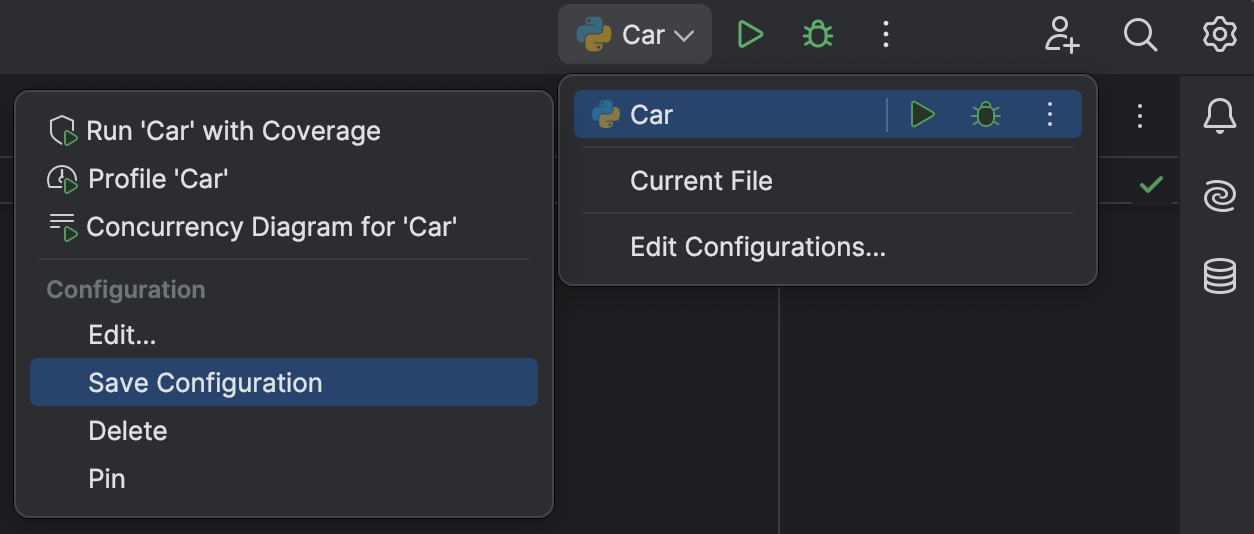 Car
Car
Current File
Edit Configurations...
Run 'Car' with Coverage
Profile 'Car'
Concurrency Diagram for 'Car'
Configuration
Edit...
Save Configuration
Delete
Pin